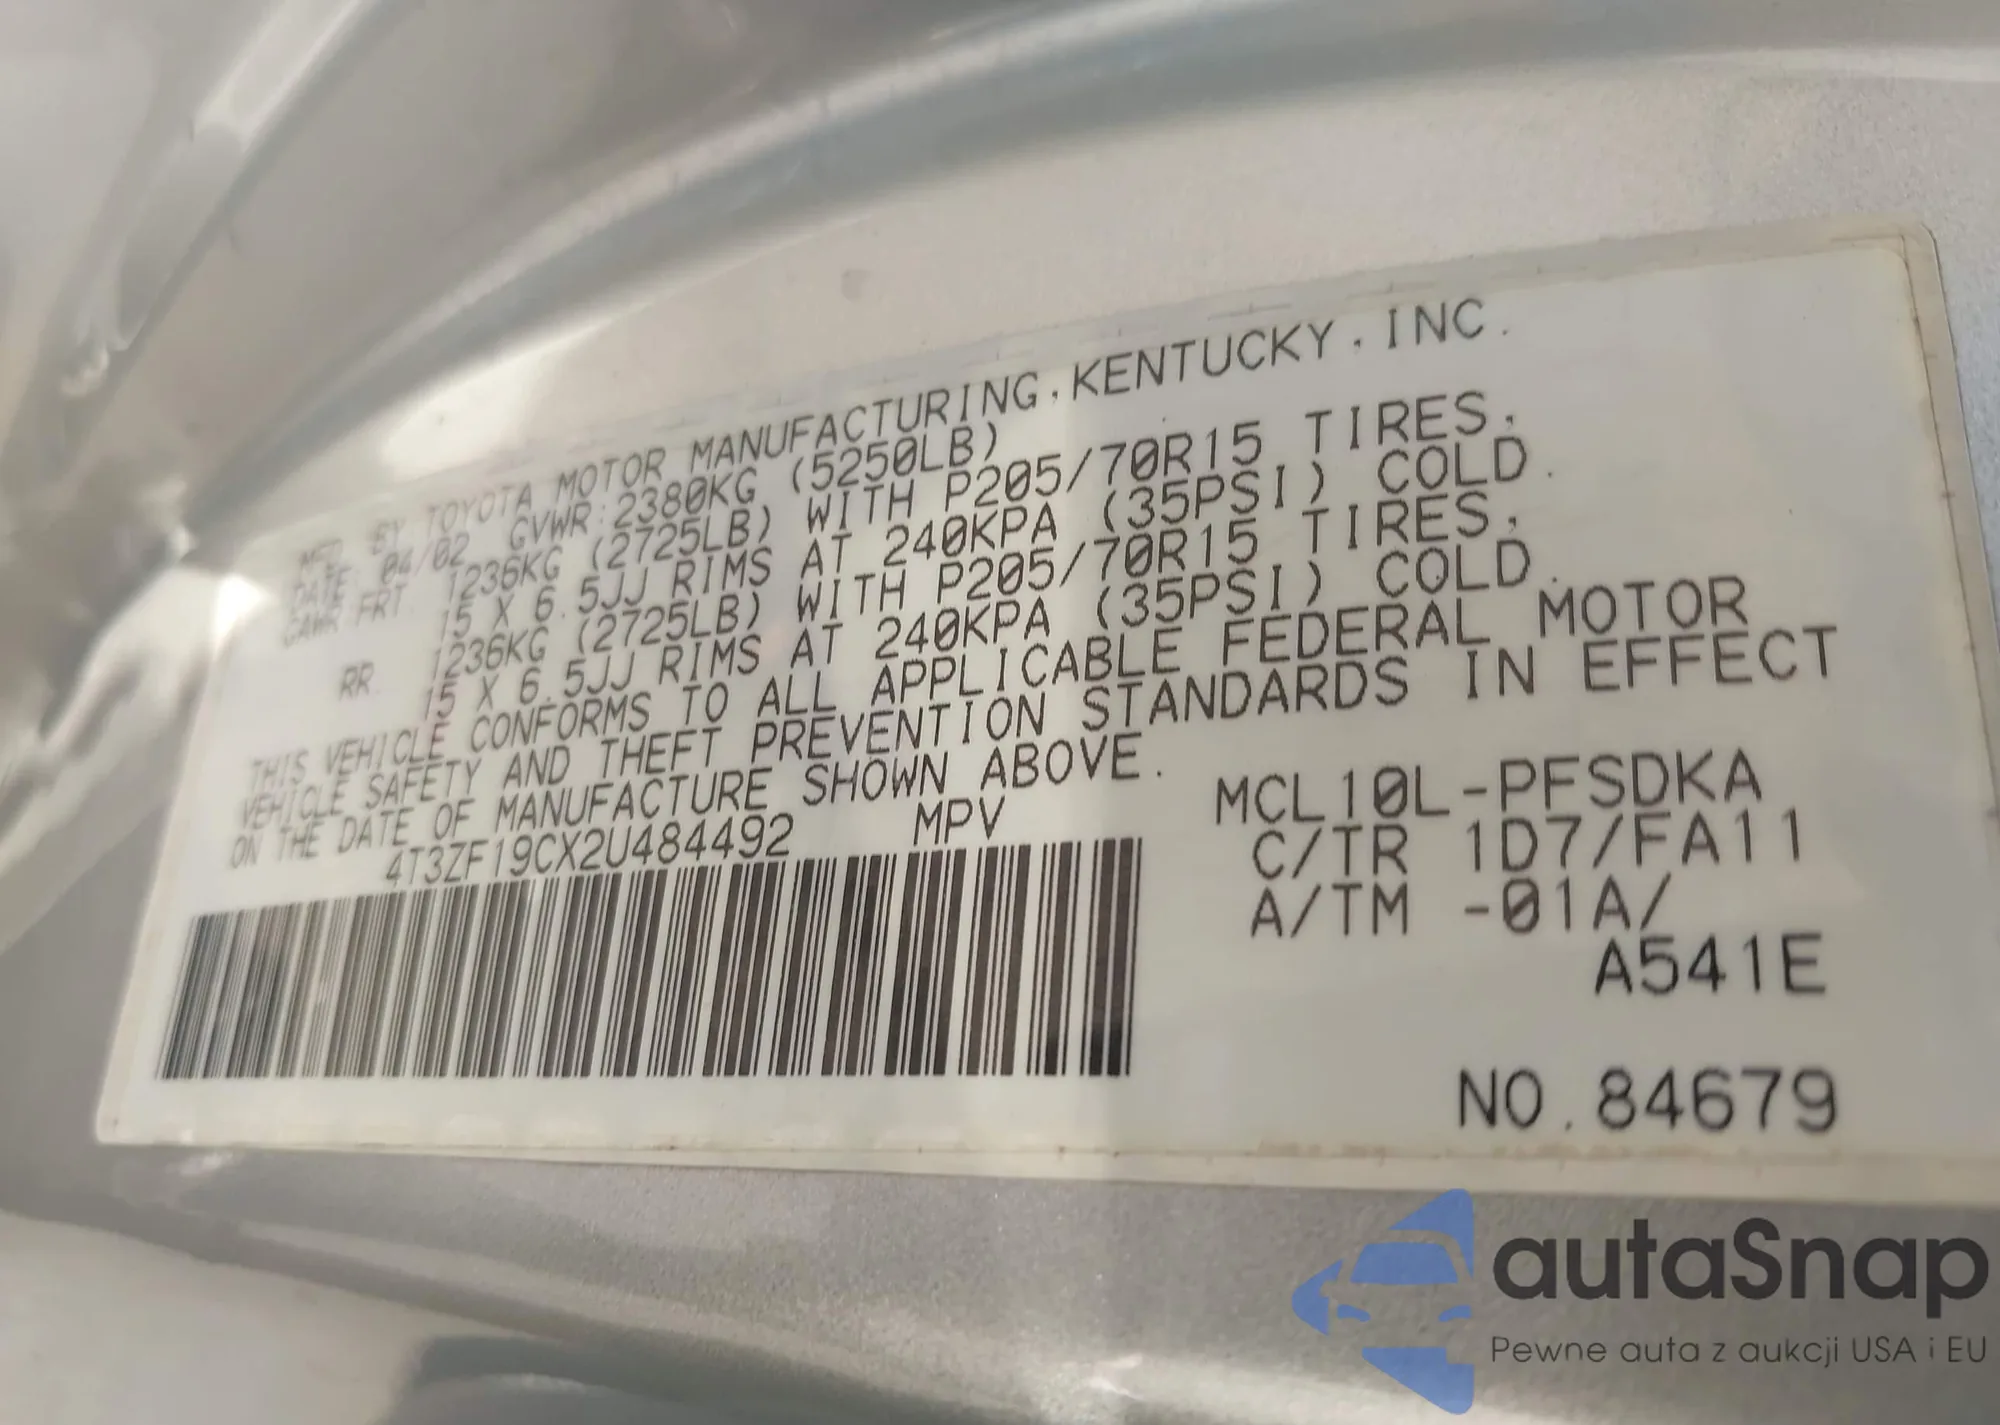 MFD. BY TOYOTA MOTOR MANUFACTURING,KENTUCKY,INC.
DATE: 04/02 GVWR:2380KG (5250LB)
GAWR FRT. 1236KG (2725LB) WITH P205/70R15 TIRES,
15 X 6.5JJ RIMS AT 240KPA (35PSI) COLD.
RR. 1236KG (2725LB) WITH P205/70R15 TIRES,
15 X 6.5JJ RIMS AT 240KPA (35PSI) COLD.
THIS VEHICLE CONFORMS TO ALL APPLICABLE FEDERAL MOTOR
VEHICLE SAFETY AND THEFT PREVENTION STANDARDS IN EFFECT
ON THE DATE OF MANUFACTURE SHOWN ABOVE.
4T3ZF19CX2U484492 MPV
MCL10L-PFSDKA
C/TR 1D7/FA11
A/TM -01A/
A541E
NO.84679
autaSnap
Pewne auta z aukcji USA i EU